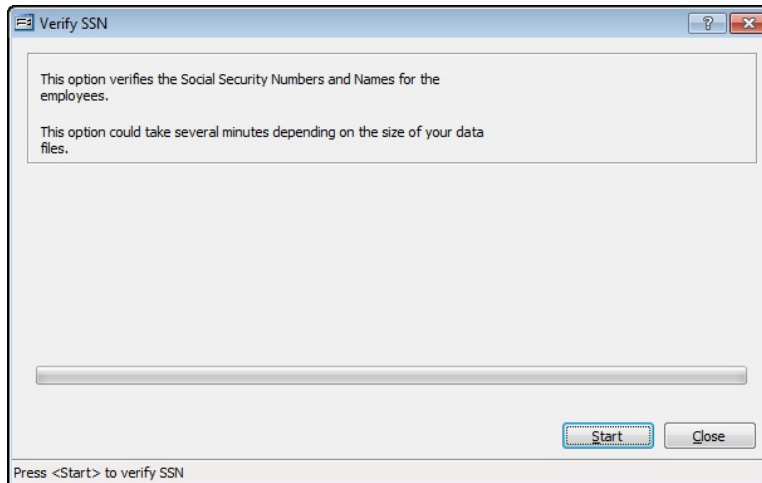 Verify SSN
?
This option verifies the Social Security Numbers and Names for the
employees.
This option could take several minutes depending on the size of your data
files.
Start
Close
Press <Start> to verify SSN